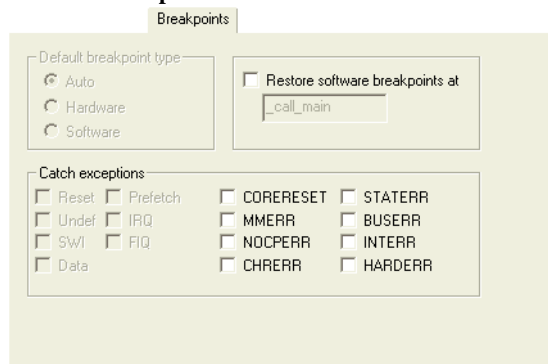 Breakpoints
Default breakpoint type
Auto
Hardware
Software
Restore software breakpoints at
_call_main
Catch exceptions
Reset Prefetch CORERESET STATERR
Undef IRQ MMERR BUSERR
SWI FIQ NOCPERR INTERR
Data CHRERR HARDERR